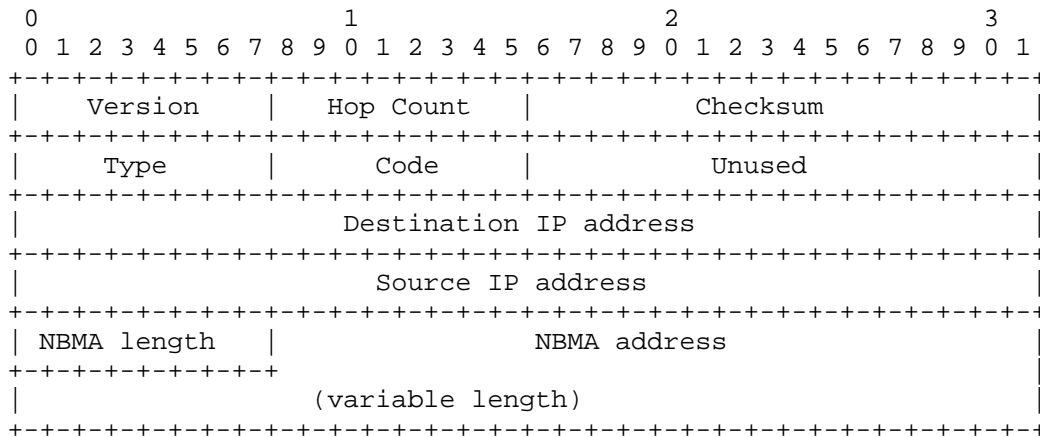 0                   1                   2                   3
0 1 2 3 4 5 6 7 8 9 0 1 2 3 4 5 6 7 8 9 0 1 2 3 4 5 6 7 8 9 0 1
+-+-+-+-+-+-+-+-+-+-+-+-+-+-+-+-+-+-+-+-+-+-+-+-+-+-+-+-+-+-+-+-+
|    Version    |   Hop Count   |          Checksum             |
+-+-+-+-+-+-+-+-+-+-+-+-+-+-+-+-+-+-+-+-+-+-+-+-+-+-+-+-+-+-+-+-+
|     Type      |      Code     |           Unused              |
+-+-+-+-+-+-+-+-+-+-+-+-+-+-+-+-+-+-+-+-+-+-+-+-+-+-+-+-+-+-+-+-+
|                    Destination IP address                     |
+-+-+-+-+-+-+-+-+-+-+-+-+-+-+-+-+-+-+-+-+-+-+-+-+-+-+-+-+-+-+-+-+
|                      Source IP address                        |
+-+-+-+-+-+-+-+-+-+-+-+-+-+-+-+-+-+-+-+-+-+-+-+-+-+-+-+-+-+-+-+-+
| NBMA length   |                NBMA address                   |
+-+-+-+-+-+-+-+-+                                               |
|                  (variable length)                            |
+-+-+-+-+-+-+-+-+-+-+-+-+-+-+-+-+-+-+-+-+-+-+-+-+-+-+-+-+-+-+-+-+